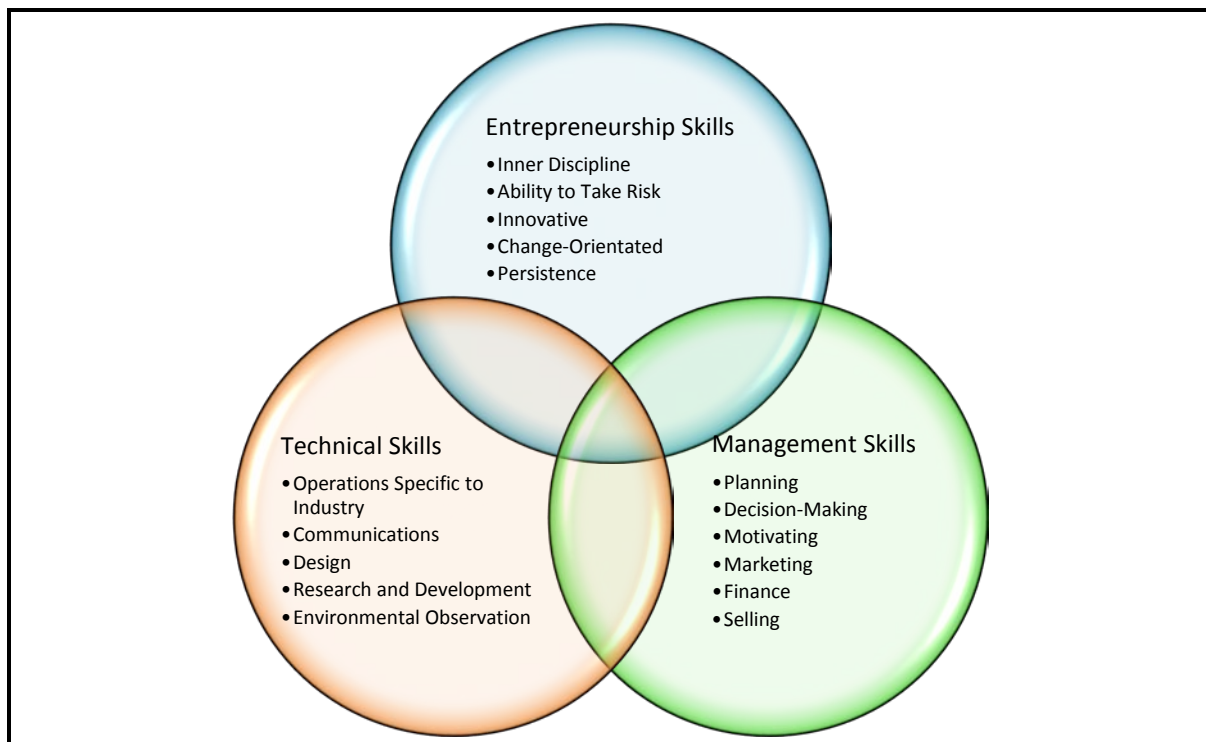 Entrepreneurship Skills
•Inner Discipline
•Ability to Take Risk
•Innovative
•Change-Orientated
•Persistence
Technical Skills
•Operations Specific to
Industry
•Communications
•Design
•Research and Development
•Environmental Observation
Management Skills
•Planning
•Decision-Making
•Motivating
•Marketing
•Finance
•Selling